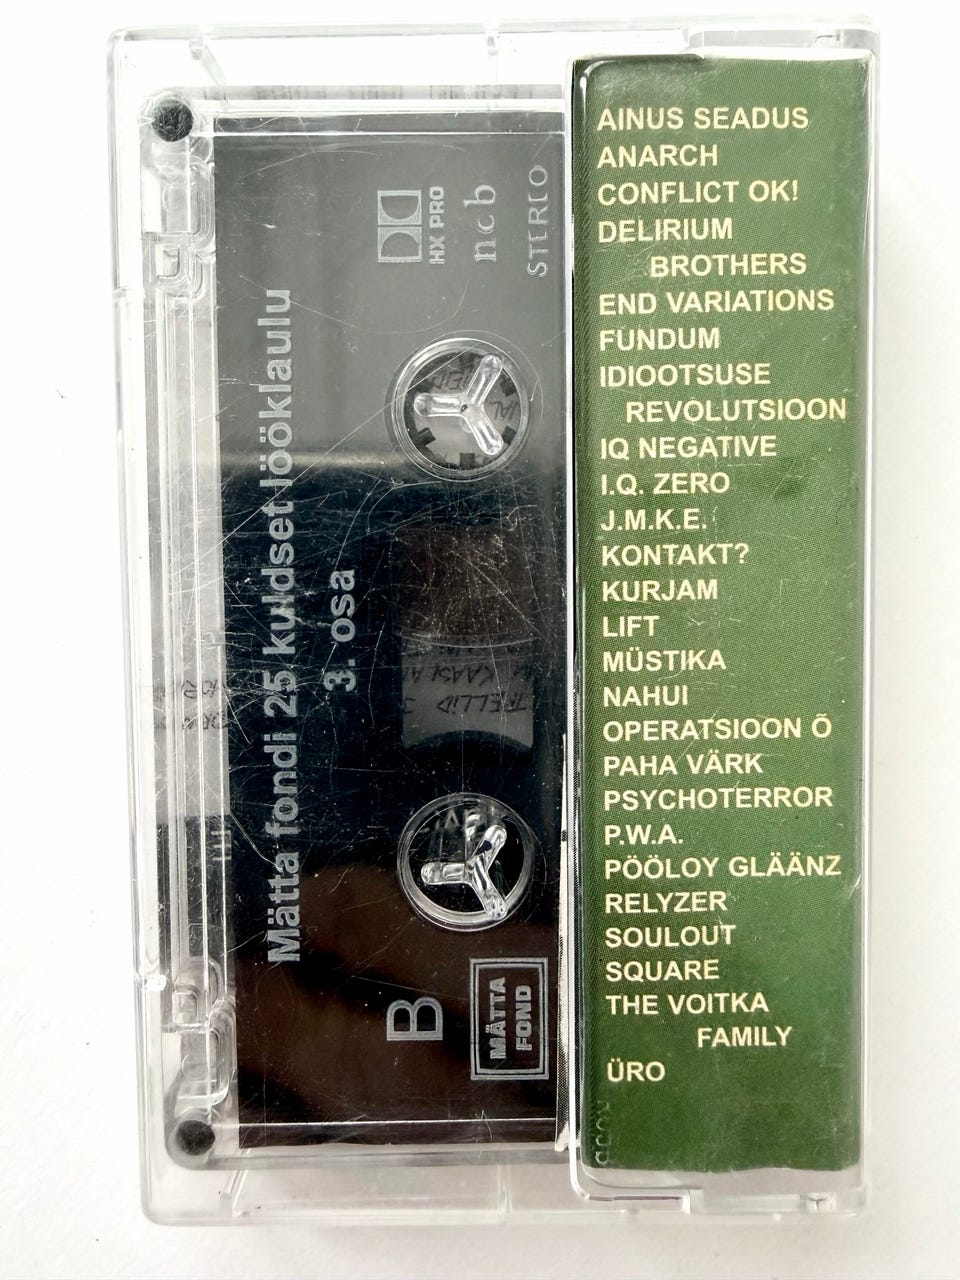 HX PRO
ncb
STEREO
Mätta fondi 25 kuldset löööklaulu
3. osa
B
MÄTTA
FOND
AINUS SEADUS
ANARCH
CONFLICT OK!
DELIRIUM
BROTHERS
END VARIATIONS
FUNDUM
IDIOOTSUSE
REVOLUTSIOON
IQ NEGATIVE
I.Q. ZERO
J.M.K.E.
KONTAKT?
KURJAM
LIFT
MÜSTIKA
NAHUI
OPERATSIOON Õ
PAHA VÄRK
PSYCHOTERROR
P.W.A.
PÖÖLOY GLÄÄNZ
RELYZER
SOULOUT
SQUARE
THE VOITKA
FAMILY
ÜRO